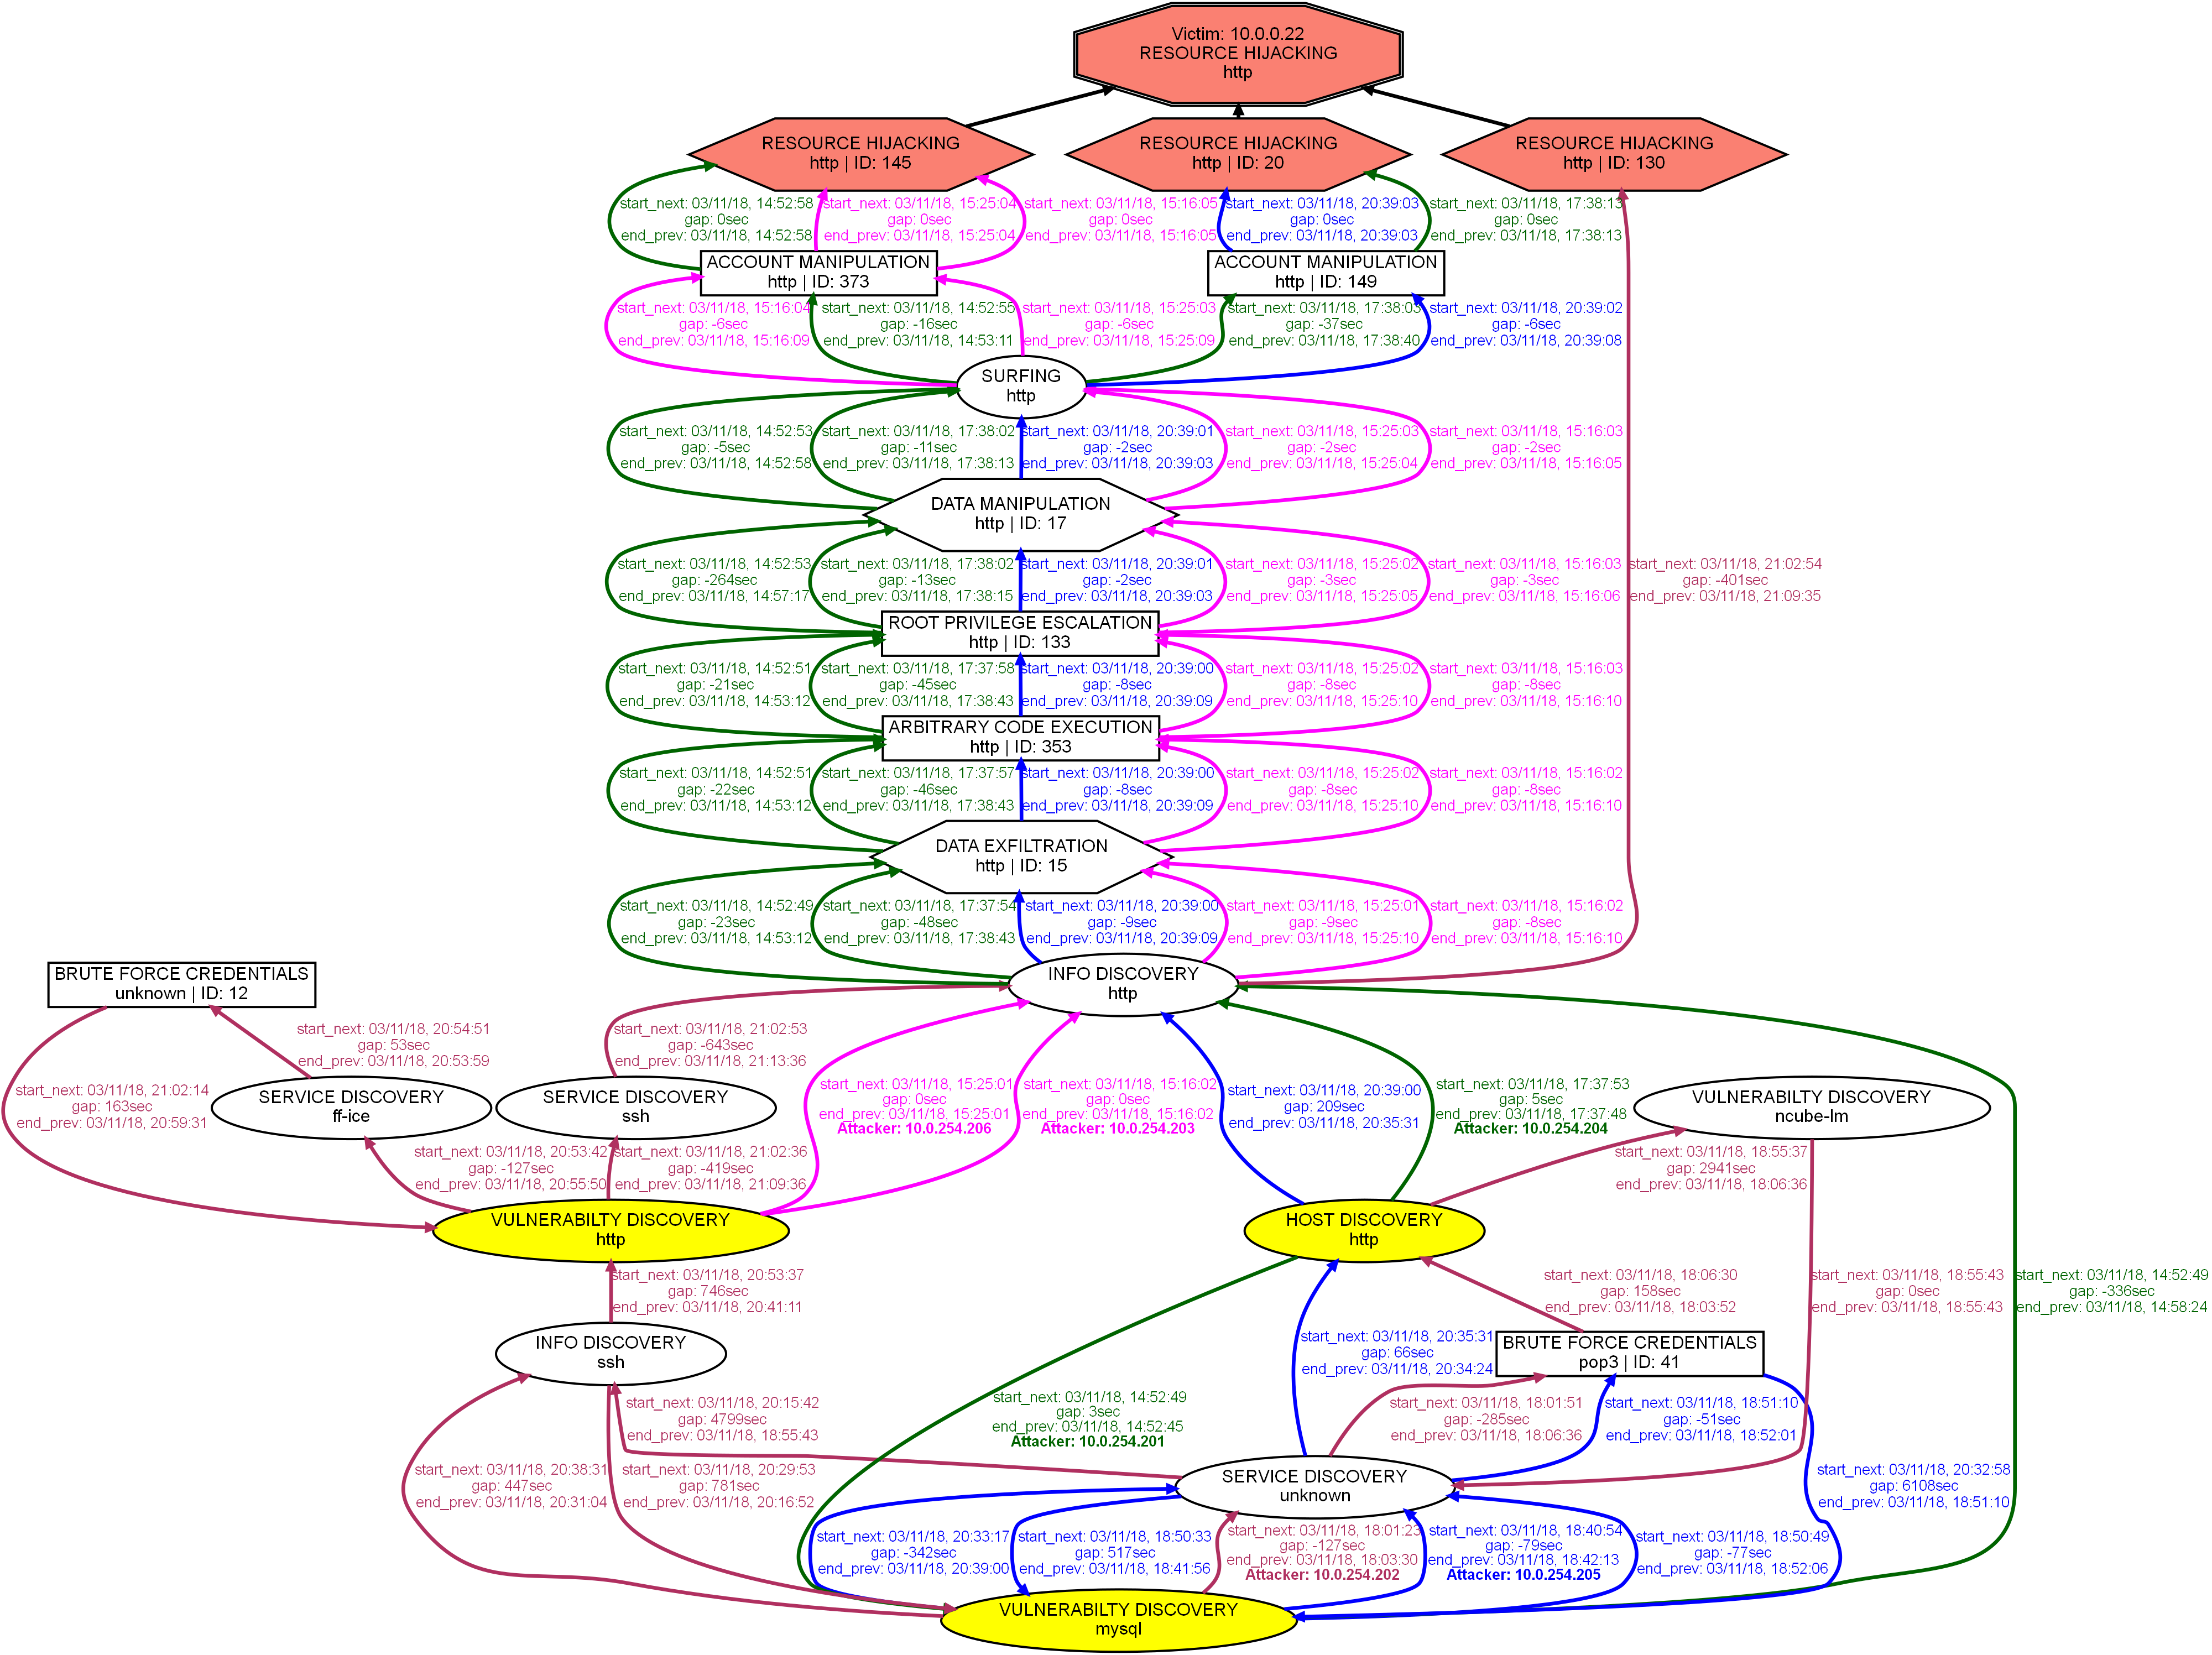 Victim: 10.0.0.22
RESOURCE HIJACKING
http
RESOURCE HIJACKING
http | ID: 145
RESOURCE HIJACKING
http | ID: 20
RESOURCE HIJACKING
http | ID: 130
start_next: 03/11/18, 14:52:58
gap: 0sec
end_prev: 03/11/18, 14:52:58
start_next: 03/11/18, 15:25:04
gap: 0sec
end_prev: 03/11/18, 15:25:04
start_next: 03/11/18, 15:16:05
gap: 0sec
end_prev: 03/11/18, 15:16:05
start_next: 03/11/18, 20:39:03
gap: 0sec
end_prev: 03/11/18, 20:39:03
start_next: 03/11/18, 17:38:13
gap: 0sec
end_prev: 03/11/18, 17:38:13
ACCOUNT MANIPULATION
http | ID: 373
ACCOUNT MANIPULATION
http | ID: 149
start_next: 03/11/18, 15:16:04
gap: -6sec
end_prev: 03/11/18, 15:16:09
start_next: 03/11/18, 14:52:55
gap: -16sec
end_prev: 03/11/18, 14:53:11
start_next: 03/11/18, 15:25:03
gap: -6sec
end_prev: 03/11/18, 15:25:09
start_next: 03/11/18, 17:38:03
gap: -37sec
end_prev: 03/11/18, 17:38:40
start_next: 03/11/18, 20:39:02
gap: -6sec
end_prev: 03/11/18, 20:39:08
SURFING
http
start_next: 03/11/18, 14:52:53
gap: -5sec
end_prev: 03/11/18, 14:52:58
start_next: 03/11/18, 17:38:02
gap: -11sec
end_prev: 03/11/18, 17:38:13
start_next: 03/11/18, 20:39:01
gap: -2sec
end_prev: 03/11/18, 20:39:03
start_next: 03/11/18, 15:25:03
gap: -2sec
end_prev: 03/11/18, 15:25:04
start_next: 03/11/18, 15:16:03
gap: -2sec
end_prev: 03/11/18, 15:16:05
DATA MANIPULATION
http | ID: 17
start_next: 03/11/18, 14:52:53
gap: -264sec
end_prev: 03/11/18, 14:57:17
start_next: 03/11/18, 17:38:02
gap: -13sec
end_prev: 03/11/18, 17:38:15
start_next: 03/11/18, 20:39:01
gap: -2sec
end_prev: 03/11/18, 20:39:03
start_next: 03/11/18, 15:25:02
gap: -3sec
end_prev: 03/11/18, 15:25:05
start_next: 03/11/18, 15:16:03
gap: -3sec
end_prev: 03/11/18, 15:16:06
start_next: 03/11/18, 21:02:54
gap: -401sec
end_prev: 03/11/18, 21:09:35
ROOT PRIVILEGE ESCALATION
http | ID: 133
start_next: 03/11/18, 14:52:51
gap: -21sec
end_prev: 03/11/18, 14:53:12
start_next: 03/11/18, 17:37:58
gap: -45sec
end_prev: 03/11/18, 17:38:43
start_next: 03/11/18, 20:39:00
gap: -8sec
end_prev: 03/11/18, 20:39:09
start_next: 03/11/18, 15:25:02
gap: -8sec
end_prev: 03/11/18, 15:25:10
start_next: 03/11/18, 15:16:03
gap: -8sec
end_prev: 03/11/18, 15:16:10
ARBITRARY CODE EXECUTION
http | ID: 353
start_next: 03/11/18, 14:52:51
gap: -22sec
end_prev: 03/11/18, 14:53:12
start_next: 03/11/18, 17:37:57
gap: -46sec
end_prev: 03/11/18, 17:38:43
start_next: 03/11/18, 20:39:00
gap: -8sec
end_prev: 03/11/18, 20:39:09
start_next: 03/11/18, 15:25:02
gap: -8sec
end_prev: 03/11/18, 15:25:10
start_next: 03/11/18, 15:16:02
gap: -8sec
end_prev: 03/11/18, 15:16:10
DATA EXFILTRATION
http | ID: 15
start_next: 03/11/18, 14:52:49
gap: -23sec
end_prev: 03/11/18, 14:53:12
start_next: 03/11/18, 17:37:54
gap: -48sec
end_prev: 03/11/18, 17:38:43
start_next: 03/11/18, 20:39:00
gap: -9sec
end_prev: 03/11/18, 20:39:09
start_next: 03/11/18, 15:25:01
gap: -9sec
end_prev: 03/11/18, 15:25:10
start_next: 03/11/18, 15:16:02
gap: -8sec
end_prev: 03/11/18, 15:16:10
BRUTE FORCE CREDENTIALS
unknown | ID: 12
INFO DISCOVERY
http
start_next: 03/11/18, 20:54:51
gap: 53sec
end_prev: 03/11/18, 20:53:59
start_next: 03/11/18, 21:02:53
gap: -643sec
end_prev: 03/11/18, 21:13:36
start_next: 03/11/18, 21:02:14
gap: 163sec
end_prev: 03/11/18, 20:59:31
SERVICE DISCOVERY
ff-ice
SERVICE DISCOVERY
ssh
start_next: 03/11/18, 15:25:01
gap: 0sec
end_prev: 03/11/18, 15:25:01
Attacker: 10.0.254.206
start_next: 03/11/18, 15:16:02
gap: 0sec
end_prev: 03/11/18, 15:16:02
Attacker: 10.0.254.203
start_next: 03/11/18, 20:39:00
gap: 209sec
end_prev: 03/11/18, 20:35:31
start_next: 03/11/18, 17:37:53
gap: 5sec
end_prev: 03/11/18, 17:37:48
Attacker: 10.0.254.204
VULNERABILTY DISCOVERY
ncube-lm
start_next: 03/11/18, 20:53:42
gap: -127sec
end_prev: 03/11/18, 20:55:50
start_next: 03/11/18, 21:02:36
gap: -419sec
end_prev: 03/11/18, 21:09:36
start_next: 03/11/18, 18:55:37
gap: 2941sec
end_prev: 03/11/18, 18:06:36
VULNERABILTY DISCOVERY
http
HOST DISCOVERY
http
start_next: 03/11/18, 20:53:37
gap: 746sec
end_prev: 03/11/18, 20:41:11
start_next: 03/11/18, 18:06:30
gap: 158sec
end_prev: 03/11/18, 18:03:52
start_next: 03/11/18, 18:55:43
gap: 0sec
end_prev: 03/11/18, 18:55:43
start_next: 03/11/18, 14:52:49
gap: -336sec
end_prev: 03/11/18, 14:58:24
INFO DISCOVERY
ssh
start_next: 03/11/18, 20:35:31
gap: 66sec
end_prev: 03/11/18, 20:34:24
BRUTE FORCE CREDENTIALS
pop3 | ID: 41
start_next: 03/11/18, 20:15:42
gap: 4799sec
end_prev: 03/11/18, 18:55:43
start_next: 03/11/18, 14:52:49
gap: 3sec
end_prev: 03/11/18, 14:52:45
Attacker: 10.0.254.201
start_next: 03/11/18, 18:01:51
gap: -285sec
end_prev: 03/11/18, 18:06:36
start_next: 03/11/18, 18:51:10
gap: -51sec
end_prev: 03/11/18, 18:52:01
start_next: 03/11/18, 20:38:31
gap: 447sec
end_prev: 03/11/18, 20:31:04
start_next: 03/11/18, 20:29:53
gap: 781sec
end_prev: 03/11/18, 20:16:52
SERVICE DISCOVERY
unknown
start_next: 03/11/18, 20:32:58
gap: 6108sec
end_prev: 03/11/18, 18:51:10
start_next: 03/11/18, 20:33:17
gap: -342sec
end_prev: 03/11/18, 20:39:00
start_next: 03/11/18, 18:50:33
gap: 517sec
end_prev: 03/11/18, 18:41:56
start_next: 03/11/18, 18:01:23
gap: -127sec
end_prev: 03/11/18, 18:03:30
Attacker: 10.0.254.202
start_next: 03/11/18, 18:40:54
gap: -79sec
end_prev: 03/11/18, 18:42:13
Attacker: 10.0.254.205
start_next: 03/11/18, 18:50:49
gap: -77sec
end_prev: 03/11/18, 18:52:06
VULNERABILTY DISCOVERY
mysql